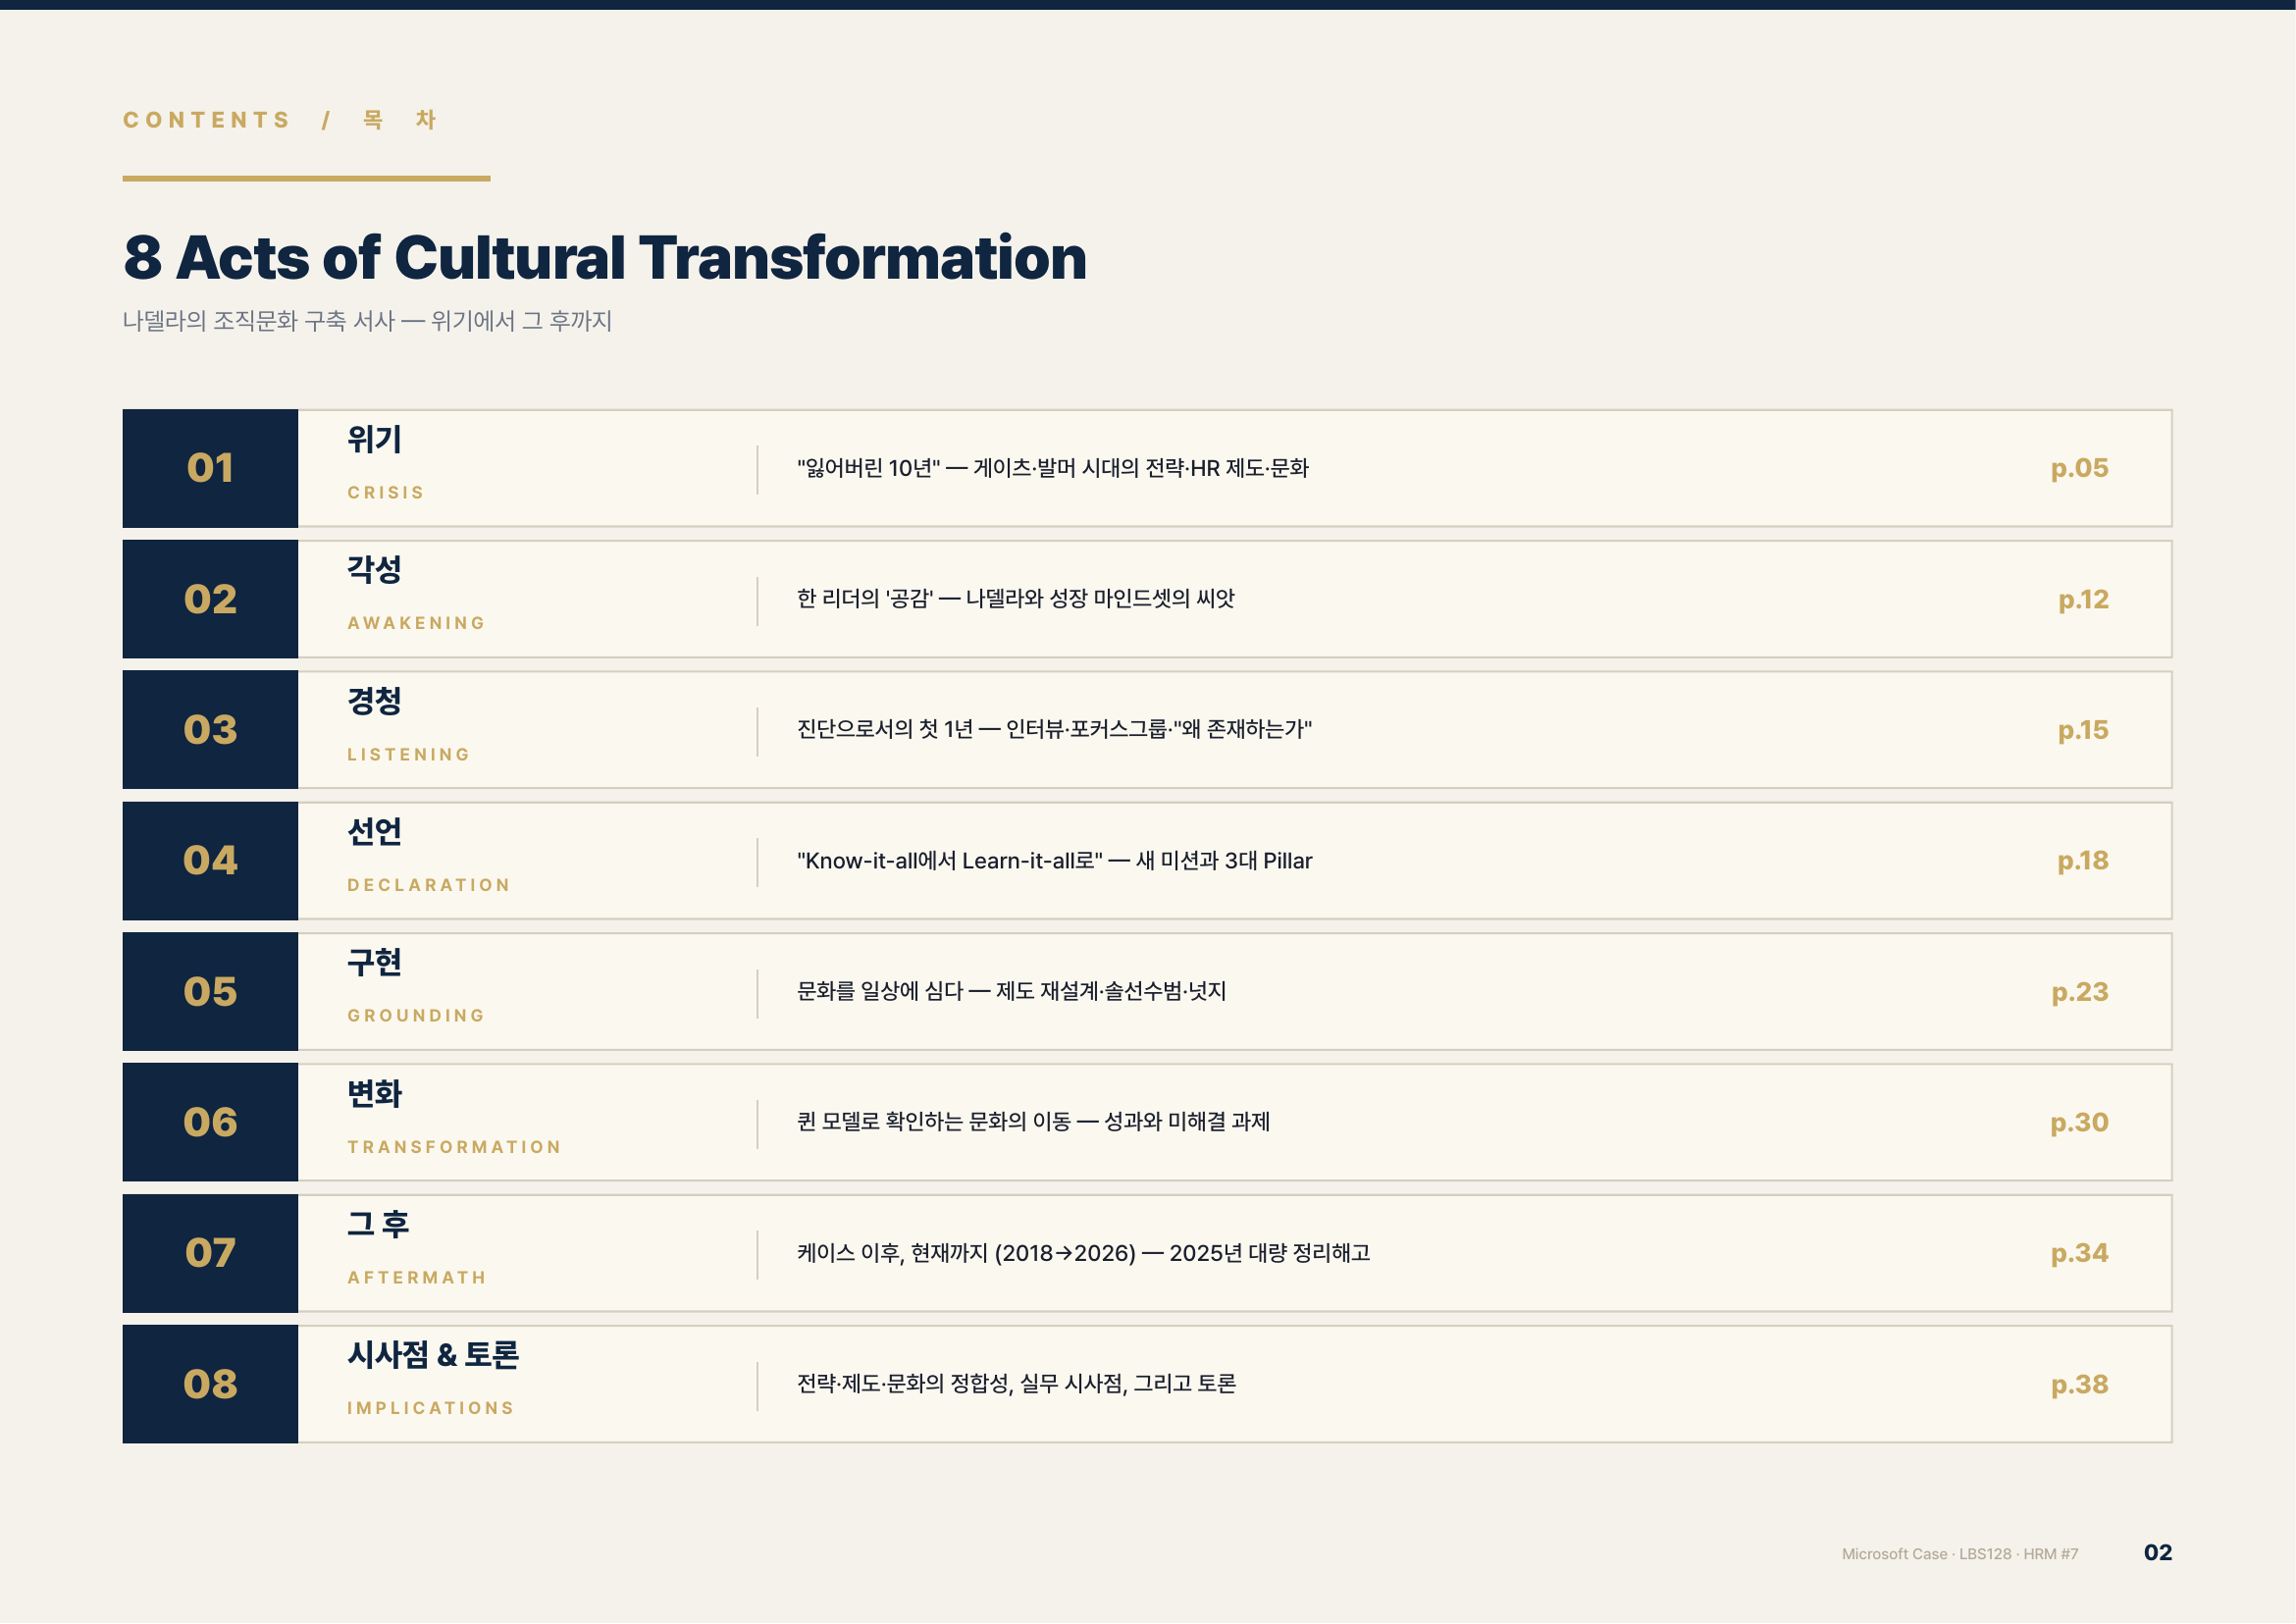 CONTENTS / 목 차
8 Acts of Cultural Transformation
나델라의 조직문화 구축 서사 — 위기에서 그 후까지
01
위기
CRISIS
"잃어버린 10년" — 게이츠·발머 시대의 전략·HR 제도·문화
p.05
02
각성
AWAKENING
한 리더의 '공감' — 나델라와 성장 마인드셋의 씨앗
p.12
03
경청
LISTENING
진단으로서의 첫 1년 — 인터뷰·포커스그룹·"왜 존재하는가"
p.15
04
선언
DECLARATION
"Know-it-all에서 Learn-it-all로" — 새 미션과 3대 Pillar
p.18
05
구현
GROUNDING
문화를 일상에 심다 — 제도 재설계·솔선수범·넛지
p.23
06
변화
TRANSFORMATION
퀸 모델로 확인하는 문화의 이동 — 성과와 미해결 과제
p.30
07
그 후
AFTERMATH
케이스 이후, 현재까지 (2018→2026) — 2025년 대량 정리해고
p.34
08
시사점 & 토론
IMPLICATIONS
전략·제도·문화의 정합성, 실무 시사점, 그리고 토론
p.38
Microsoft Case · LBS128 · HRM #7
02